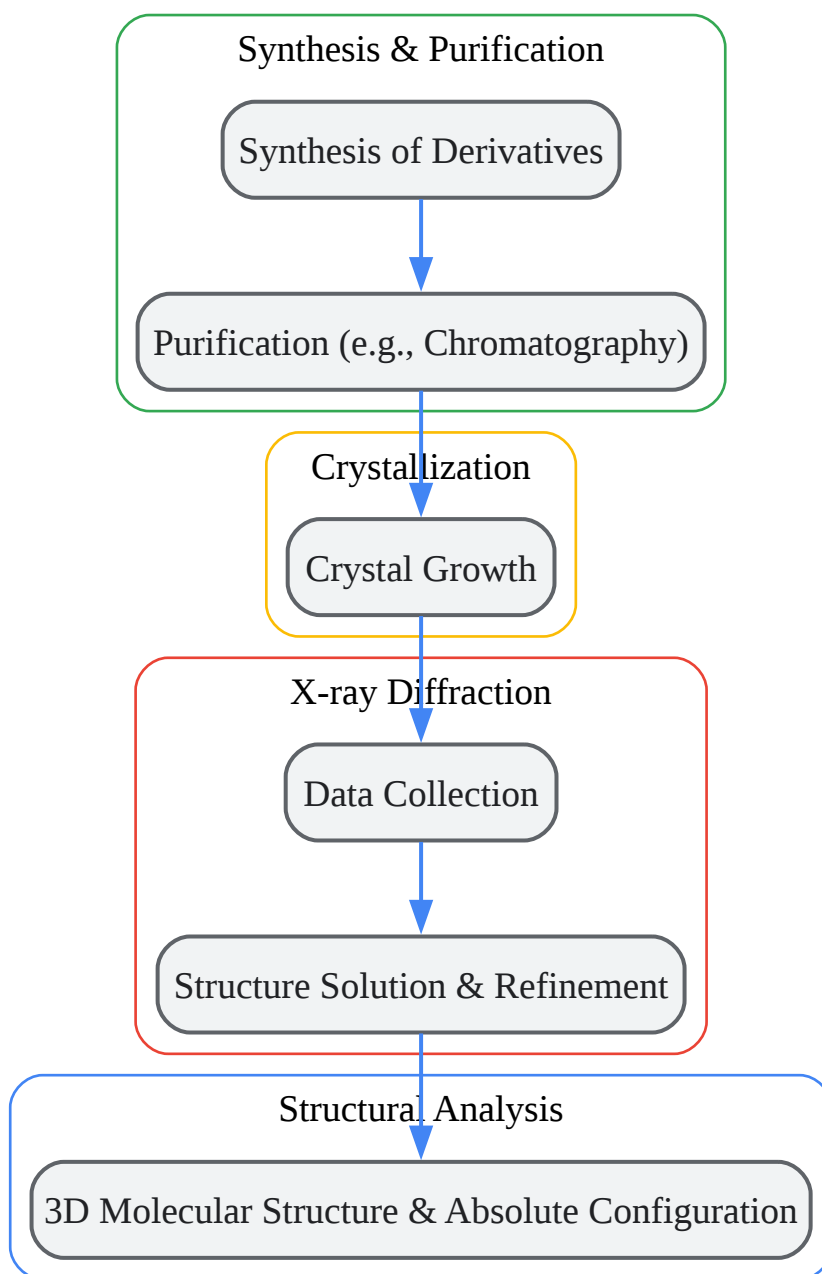 Synthesis & Purification
Synthesis of Derivatives
Purification (e.g., Chromatography)
Crystallization
Crystal Growth
X-ray Diffraction
Data Collection
Structure Solution & Refinement
Structural Analysis
3D Molecular Structure & Absolute Configuration